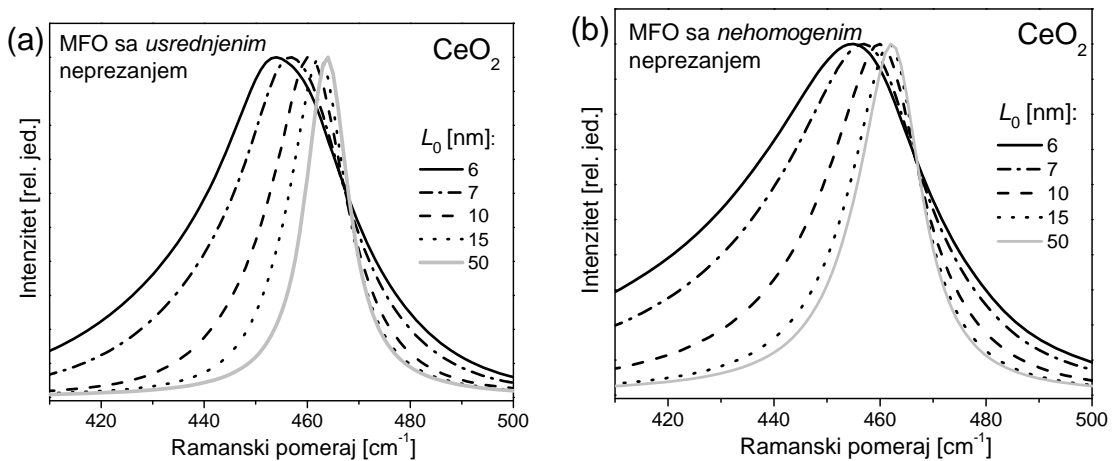 (a)
MFO sa usrednjenim
neprezanjem
CeO2
L0 [nm]:
6
7
10
15
50
Intenzitet [rel. jed.]
420 440 460 480 500
Ramanski pomeraj [cm-1]
(b)
MFO sa nehomogenim
neprezanjem
CeO2
L0 [nm]:
6
7
10
15
50
Intenzitet [rel. jed.]
420 440 460 480 500
Ramanski pomeraj [cm-1]